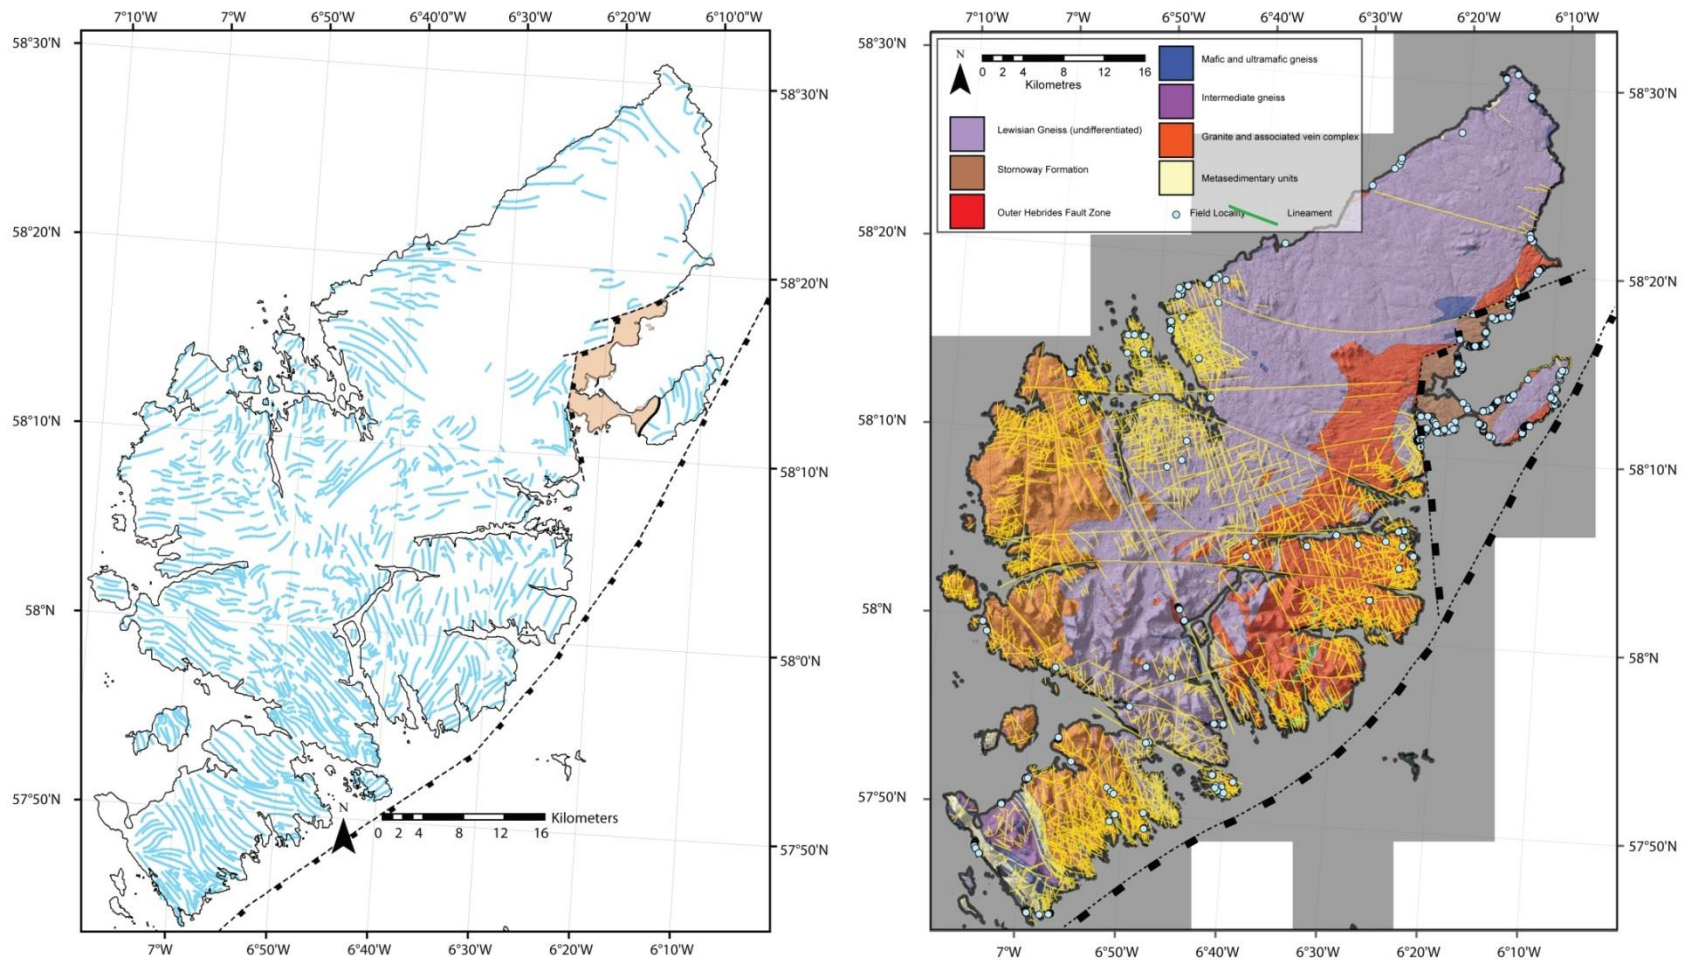 7°10'W 7°W 6°50'W 6°40'W 6°30'W 6°20'W 6°10'W
58°30'N 58°30'N
58°20'N 58°20'N
58°10'N 58°10'N
58°N 58°0'N
57°50'N 57°50'N
N
0 2 4 8 12 16 Kilometers
7°W 6°50'W 6°40'W 6°30'W 6°20'W 6°10'W
7°10'W 7°W 6°50'W 6°40'W 6°30'W 6°20'W 6°10'W
58°30'N 58°30'N
58°20'N 58°20'N
58°10'N 58°10'N
58°N 58°N
57°50'N 57°50'N
N
0 2 4 8 12 16
Kilometres
Lewisian Gneiss (undifferentiated)
Stornoway Formation
Outer Hebrides Fault Zone
Mafic and ultramafic gneiss
Intermediate gneiss
Granite and associated vein complex
Metasedimentary units
Field Locality Lineament
7°W 6°50'W 6°40'W 6°30'W 6°20'W 6°10'W